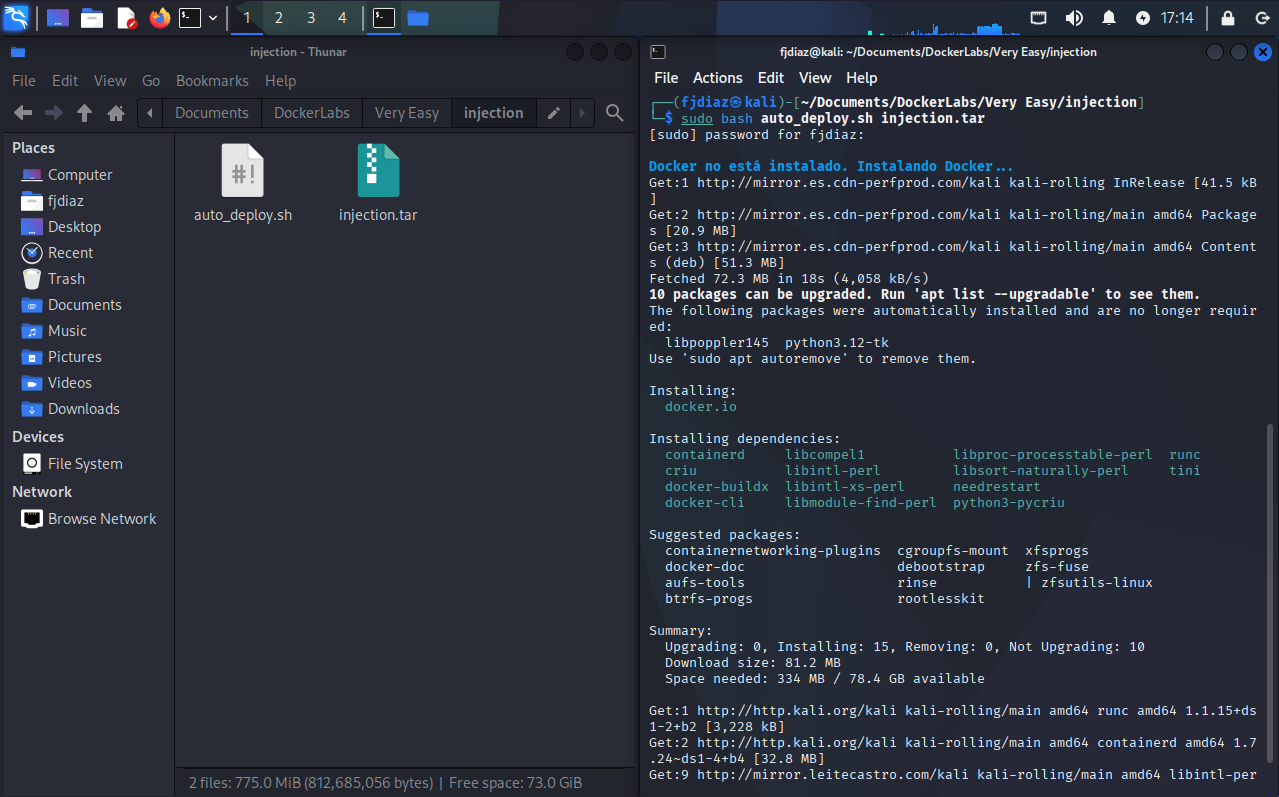 1 2 3 4
17:14
injection - Thunar
File Edit View Go Bookmarks Help
Documents DockerLabs Very Easy injection
Places
Computer
fjdiaz
Desktop
Recent
Trash
Documents
Music
Pictures
Videos
Downloads
Devices
File System
Network
Browse Network
#!
auto_deploy.sh
injection.tar
2 files: 775.0 MiB (812,685,056 bytes) | Free space: 73.0 GiB
fjdiaz@kali: ~/Documents/DockerLabs/Very Easy/injection
File Actions Edit View Help
┌──(fjdiaz㉿kali)-[~/Documents/DockerLabs/Very Easy/injection]
└─$ sudo bash auto_deploy.sh injection.tar
[sudo] password for fjdiaz:
Docker no está instalado. Instalando Docker...
Get:1 http://mirror.es.cdn-perfprod.com/kali kali-rolling InRelease [41.5 kB
]
Get:2 http://mirror.es.cdn-perfprod.com/kali kali-rolling/main amd64 Package
s [20.9 MB]
Get:3 http://mirror.es.cdn-perfprod.com/kali kali-rolling/main amd64 Content
s (deb) [51.3 MB]
Fetched 72.3 MB in 18s (4,058 kB/s)
10 packages can be upgraded. Run 'apt list --upgradable' to see them.
The following packages were automatically installed and are no longer requir
ed:
libpoppler145 python3.12-tk
Use 'sudo apt autoremove' to remove them.
Installing:
docker.io
Installing dependencies:
containerd libcompel1 libproc-processtable-perl runc
criu libintl-perl libsort-naturally-perl tini
docker-buildx libintl-xs-perl needrestart
docker-cli libmodule-find-perl python3-pycriu
Suggested packages:
containernetworking-plugins cgroupfs-mount xfsprogs
docker-doc debootstrap zfs-fuse
aufs-tools rinse | zfsutils-linux
btrfs-progs rootlesskit
Summary:
Upgrading: 0, Installing: 15, Removing: 0, Not Upgrading: 10
Download size: 81.2 MB
Space needed: 334 MB / 78.4 GB available
Get:1 http://http.kali.org/kali kali-rolling/main amd64 runc amd64 1.1.15+ds
1-2+b2 [3,228 kB]
Get:2 http://http.kali.org/kali kali-rolling/main amd64 containerd amd64 1.7
.24~ds1-4+b4 [32.8 MB]
Get:9 http://mirror.leitecastro.com/kali kali-rolling/main amd64 libintl-per